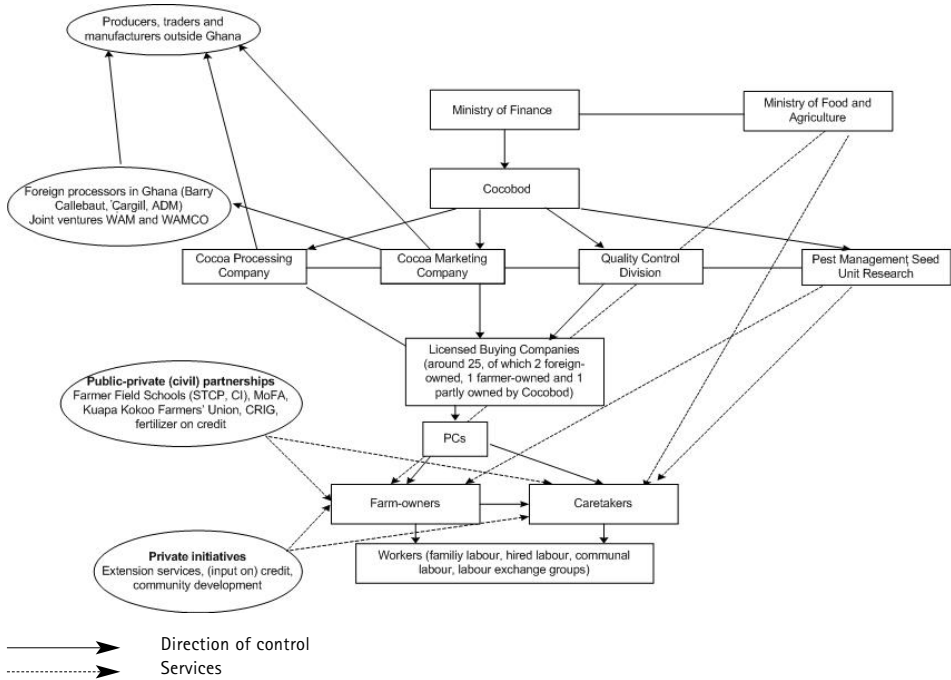 Producers, traders and
manufacturers outside Ghana
Ministry of Finance
Ministry of Food and
Agriculture
Cocobod
Foreign processors in Ghana (Barry
Callebaut, Cargill, ADM)
Joint ventures WAM and WAMCO
Cocoa Processing
Company
Cocoa Marketing
Company
Quality Control
Division
Pest Management, Seed
Unit Research
Licensed Buying Companies
(around 25, of which 2 foreign-
owned, 1 farmer-owned and 1
partly owned by Cocobod)
Public-private (civil) partnerships
Farmer Field Schools (STCP, CI), MoFA,
Kuapa Kokoo Farmers' Union, CRIG,
fertilizer on credit
PCs
Farm-owners
Caretakers
Private initiatives
Extension services, (input on) credit,
community development
Workers (familiy labour, hired labour, communal
labour, labour exchange groups)
Direction of control
Services